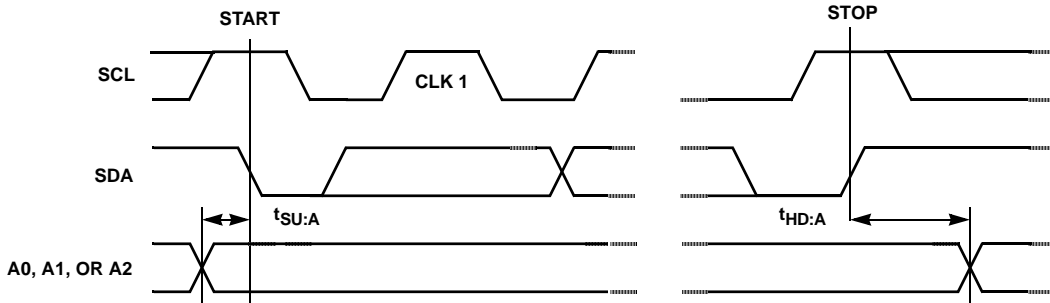 START
STOP
SCL
CLK 1
SDA
tSU:A
tHD:A
A0, A1, OR A2